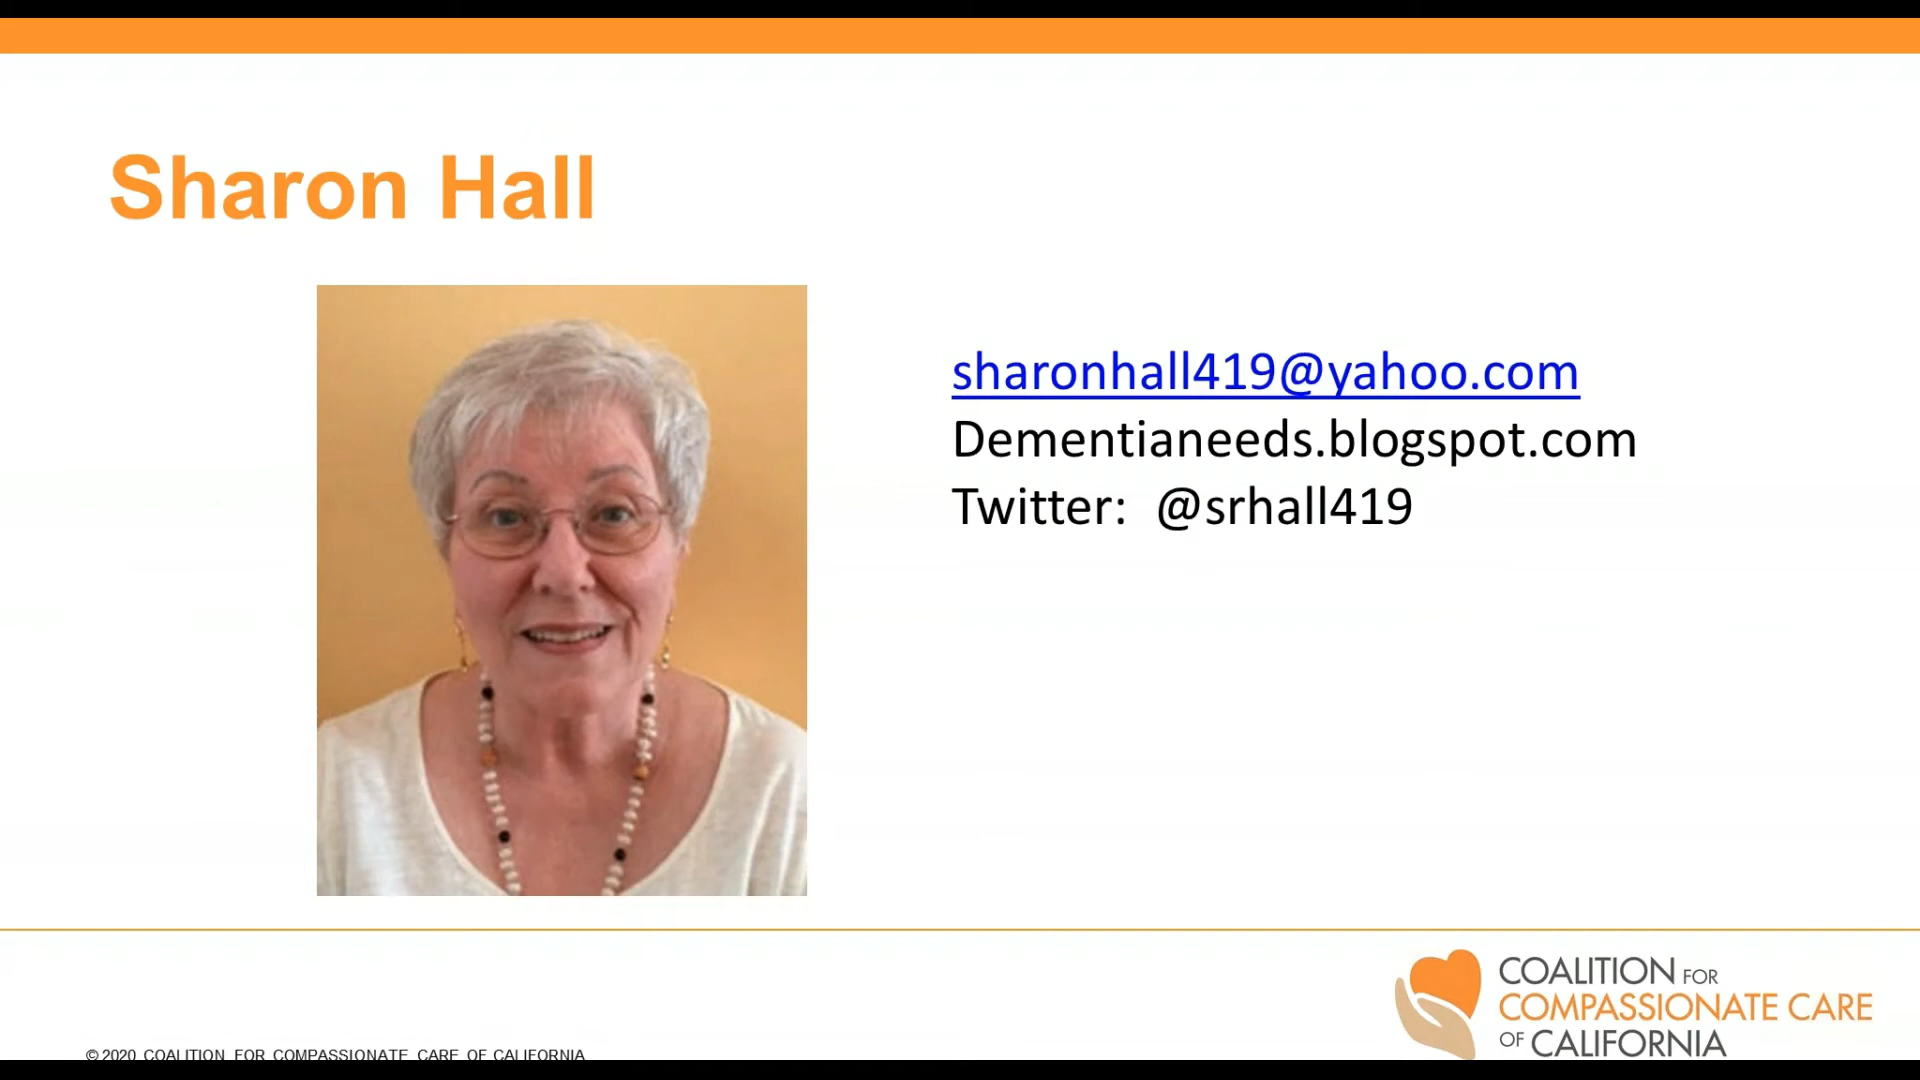 Sharon Hall
sharonhall419@yahoo.com
Dementianeeds.blogspot.com
Twitter: @srhall419
COALITION FOR
COMPASSIONATE CARE
OF CALIFORNIA
© 2020 COALITION FOR COMPASSIONATE CARE OF CALIFORNIA